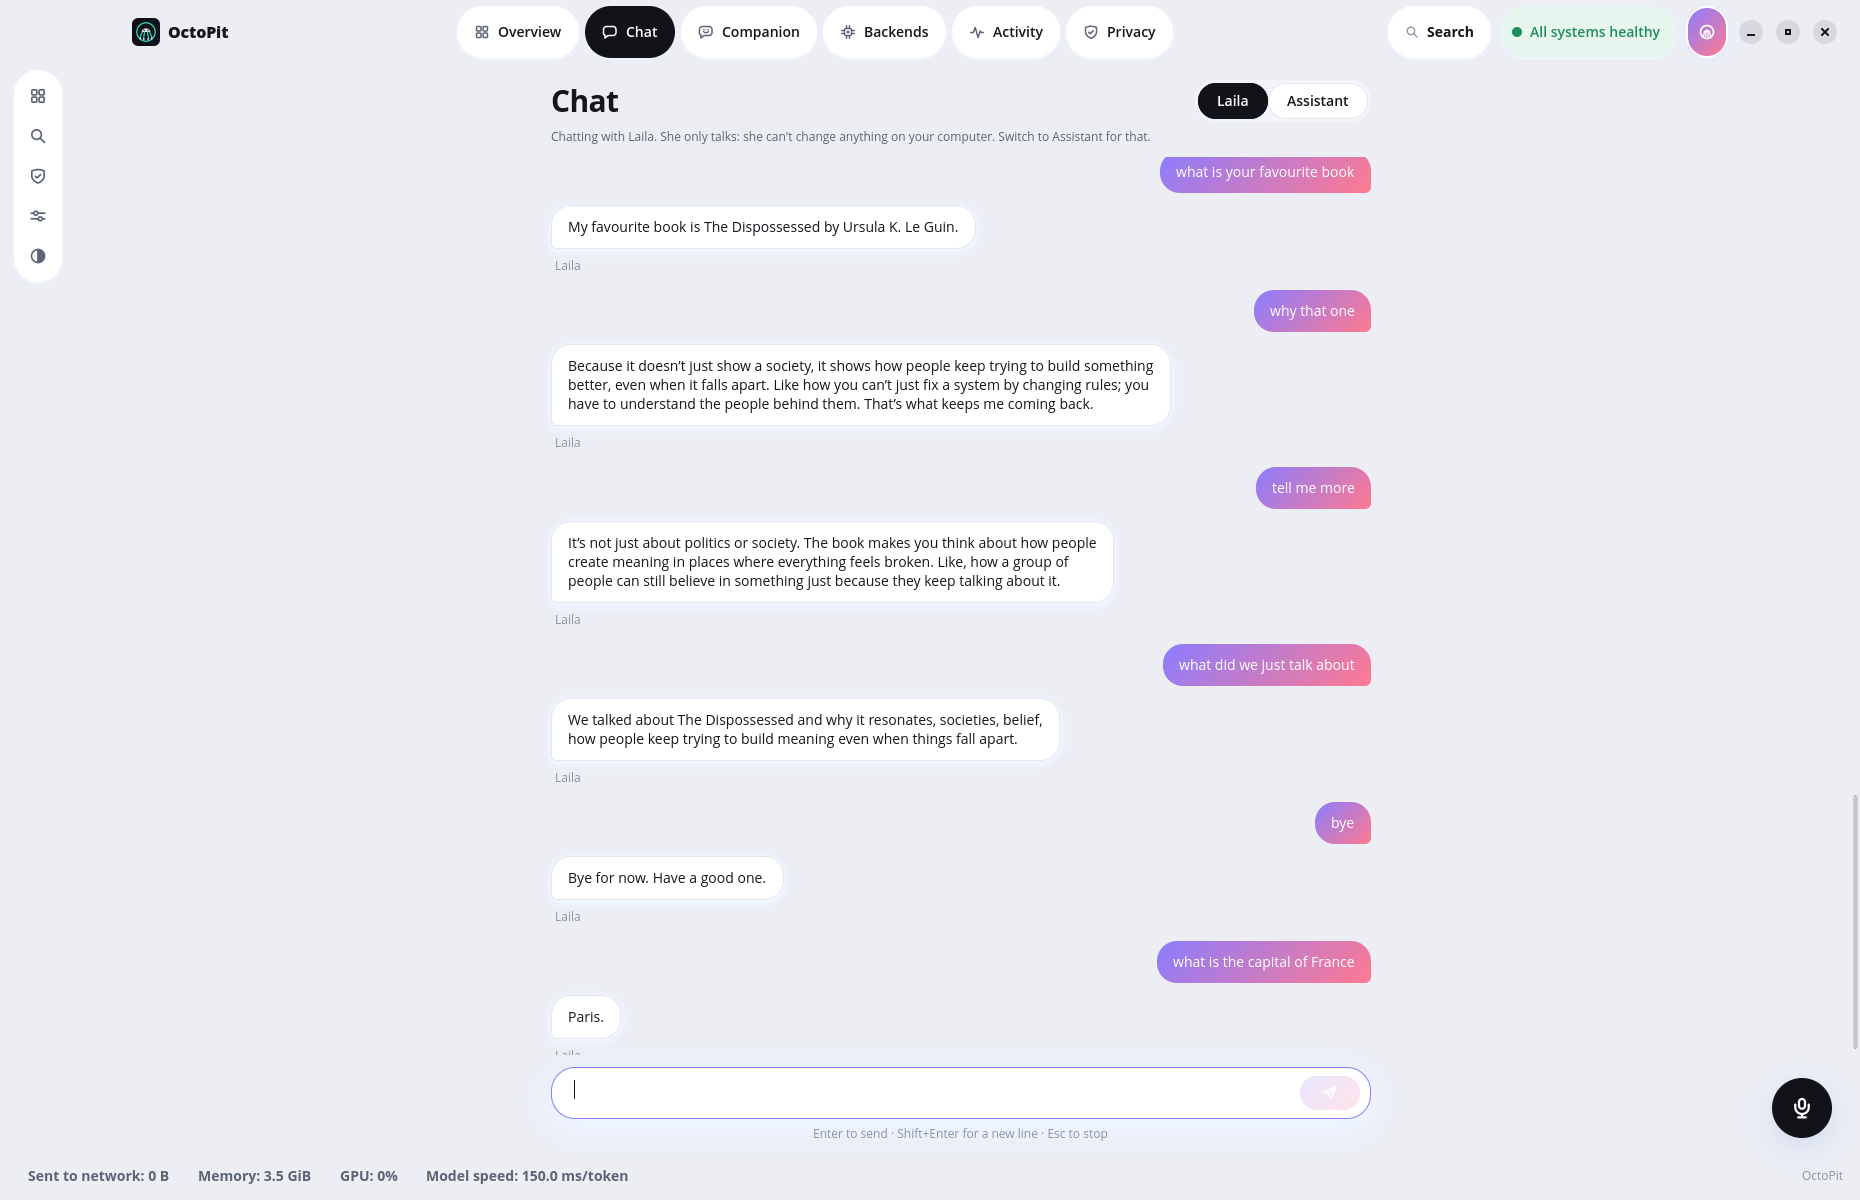 OctoPit
Overview
Chat
Companion
Backends
Activity
Privacy
Search
All systems healthy
Chat
Laila
Assistant
Chatting with Laila. She only talks: she can't change anything on your computer. Switch to Assistant for that.
what is your favourite book
My favourite book is The Dispossessed by Ursula K. Le Guin.
Laila
why that one
Because it doesn’t just show a society, it shows how people keep trying to build something
better, even when it falls apart. Like how you can’t just fix a system by changing rules; you
have to understand the people behind them. That’s what keeps me coming back.
Laila
tell me more
It’s not just about politics or society. The book makes you think about how people
create meaning in places where everything feels broken. Like, how a group of
people can still believe in something just because they keep talking about it.
Laila
what did we just talk about
We talked about The Dispossessed and why it resonates, societies, belief,
how people keep trying to build meaning even when things fall apart.
Laila
bye
Bye for now. Have a good one.
Laila
what is the capital of France
Paris.
Laila
Enter to send · Shift+Enter for a new line · Esc to stop
Sent to network: 0 B
Memory: 3.5 GiB
GPU: 0%
Model speed: 150.0 ms/token
OctoPit